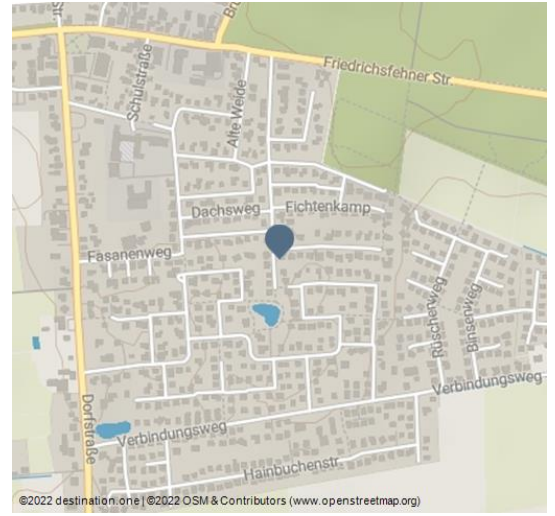 Friedrichsfehner Str.
Schulstraße
Alte Weide
Dachsweg
Fichtenkamp
Fasanenweg
Rüschenweg
Binsenweg
Dorfstraße
Verbindungsweg
Verbindungsweg
Hainbuchenstr.
©2022 destination.one | ©2022 OSM & Contributors (www.openstreetmap.org)